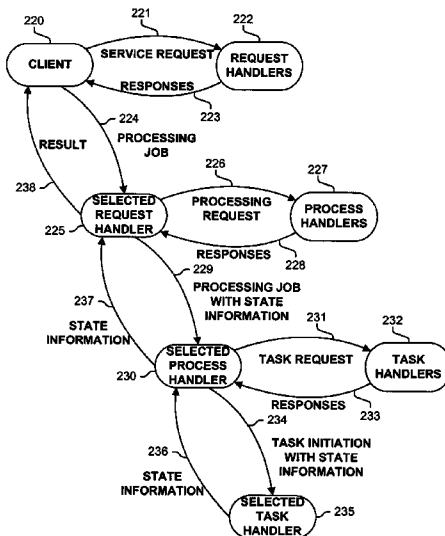 220
221
222
CLIENT
SERVICE REQUEST
REQUEST
HANDLERS
RESPONSES
223
224
RESULT
PROCESSING
JOB
238
226
227
SELECTED
REQUEST
HANDLER
225
PROCESSING
REQUEST
PROCESS
HANDLERS
RESPONSES
228
229
237
PROCESSING JOB
WITH STATE
INFORMATION
STATE
INFORMATION
231
232
SELECTED
PROCESS
HANDLER
230
TASK REQUEST
TASK
HANDLERS
RESPONSES
233
234
236
TASK INITIATION
WITH STATE
INFORMATION
STATE
INFORMATION
SELECTED
TASK
HANDLER
235